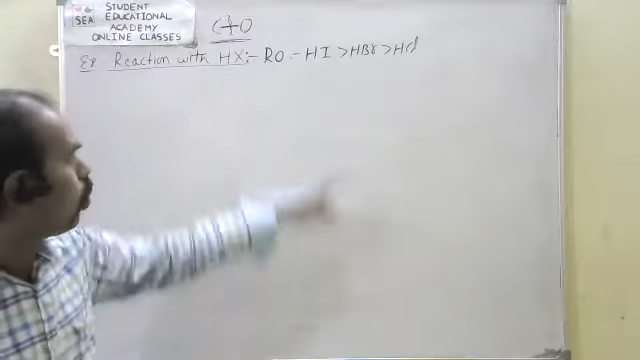 STUDENT
EDUCATIONAL
ACADEMY
SEA
ONLINE CLASSES
C+O
Ex Reaction with HX:- RO.- HI > HBr > HCl